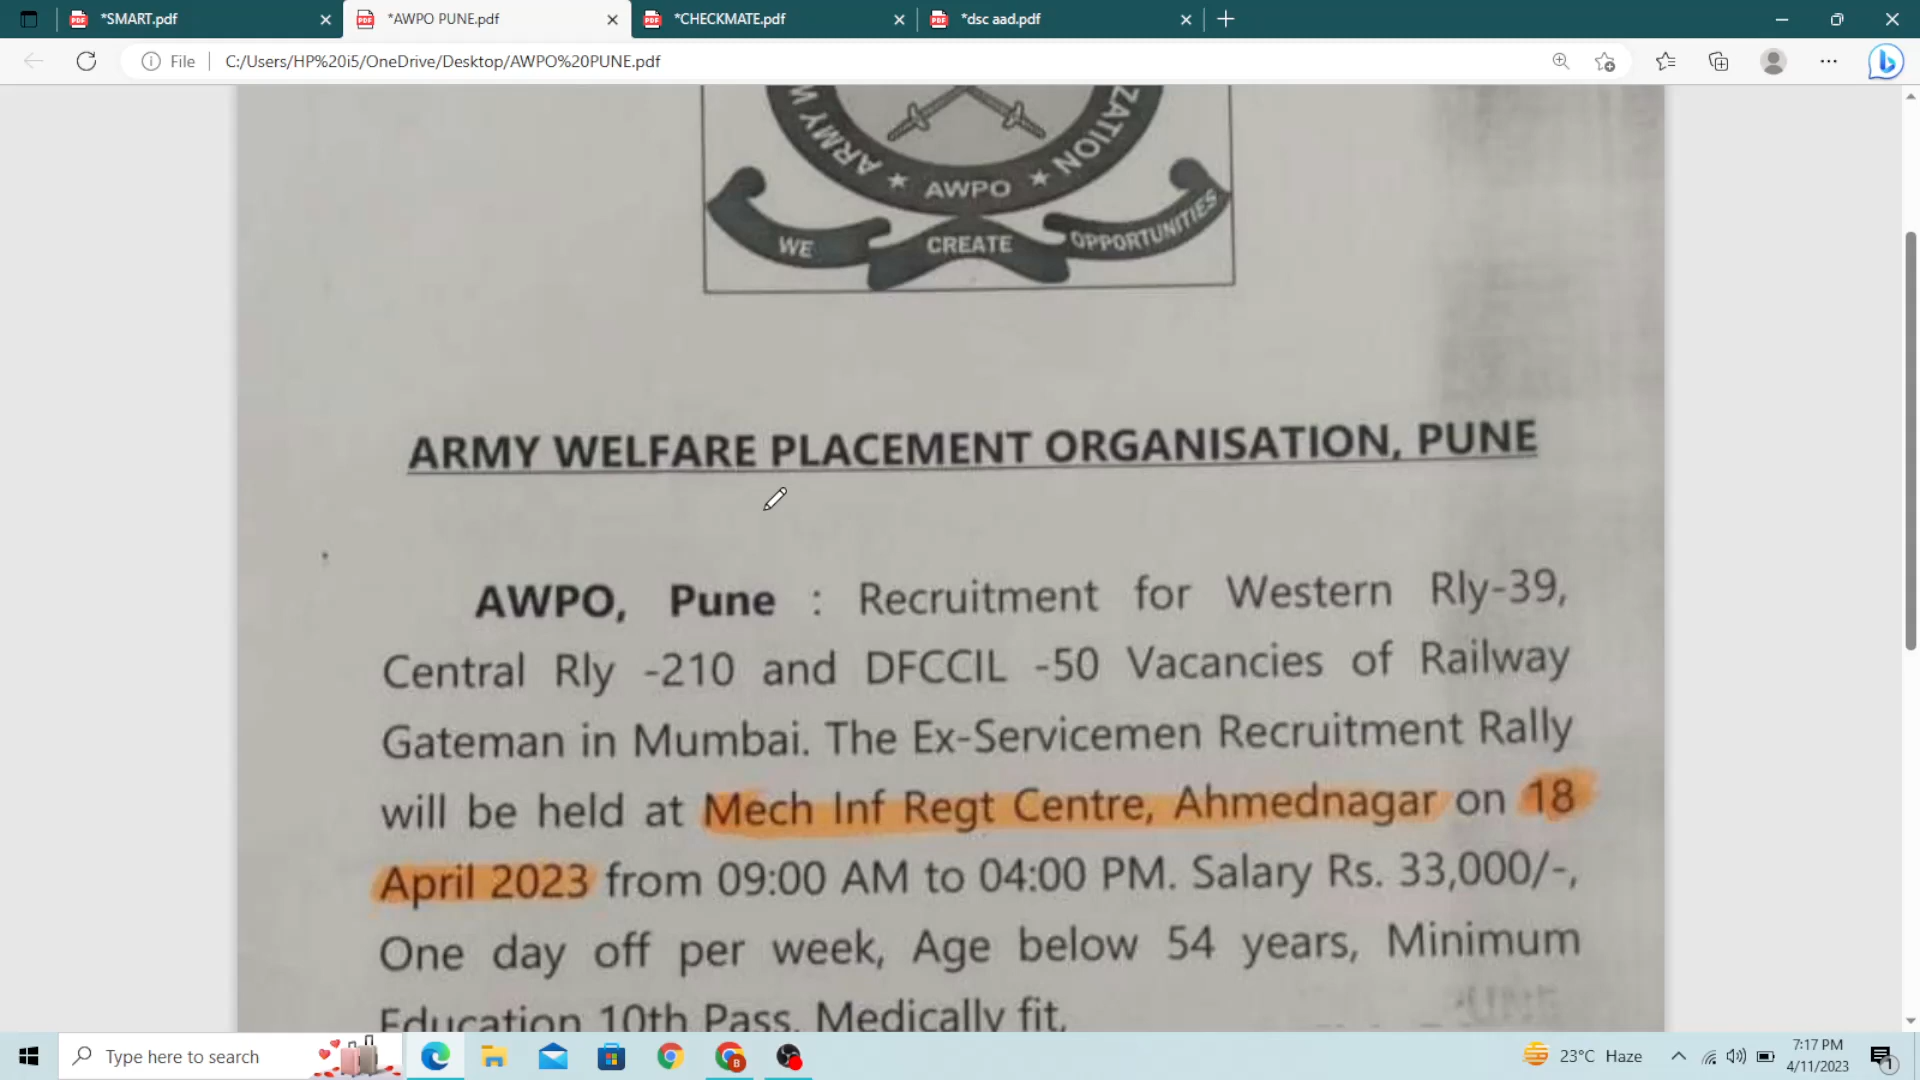 *SMART.pdf
*AWPO PUNE.pdf
*CHECKMATE.pdf
*dsc aad.pdf
File
C:/Users/HP%20i5/OneDrive/Desktop/AWPO%20PUNE.pdf
ARMY W
ZATION
★ AWPO ★
WE CREATE OPPORTUNITIES
ARMY WELFARE PLACEMENT ORGANISATION, PUNE
AWPO, Pune : Recruitment for Western Rly-39,
Central Rly -210 and DFCCIL -50 Vacancies of Railway
Gateman in Mumbai. The Ex-Servicemen Recruitment Rally
will be held at Mech Inf Regt Centre, Ahmednagar on 18
April 2023 from 09:00 AM to 04:00 PM. Salary Rs. 33,000/-,
One day off per week, Age below 54 years, Minimum
Education 10th Pass, Medically fit,
Type here to search
23°C Haze
7:17 PM
4/11/2023
1